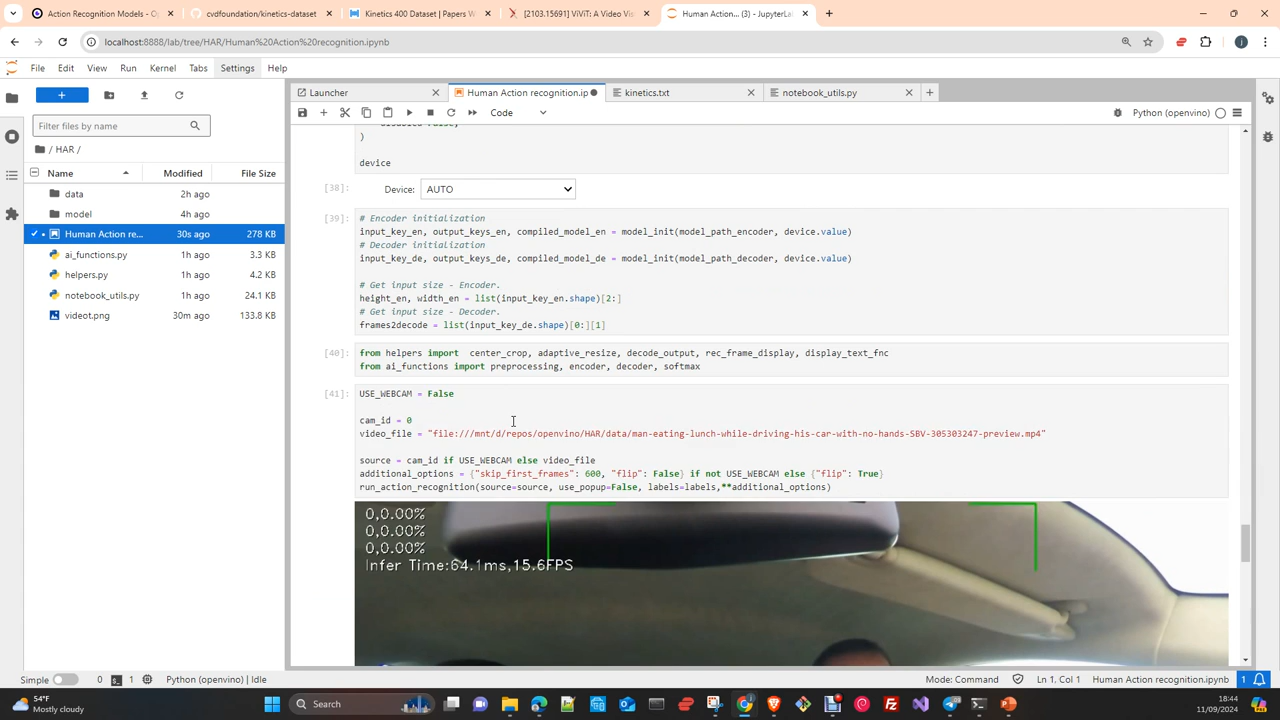 Action Recognition Models - O
cvdfoundation/kinetics-dataset
Kinetics 400 Dataset | Papers W
[2103.15691] ViViT: A Video Vis
Human Action... (3) - JupyterLa
localhost:8888/lab/tree/HAR/Human%20Action%20recognition.ipynb
File Edit View Run Kernel Tabs Settings Help
Launcher
Human Action recognition.ip
kinetics.txt
notebook_utils.py
Code
Python (openvino)
Filter files by name
/ HAR /
Name Modified File Size
data 2h ago
model 4h ago
Human Action re... 30s ago 278 KB
ai_functions.py 1h ago 3.3 KB
helpers.py 1h ago 4.2 KB
notebook_utils.py 1h ago 24.1 KB
videot.png 30m ago 133.8 KB
)
device
[38]: Device: AUTO
[39]: # Encoder initialization
input_key_en, output_keys_en, compiled_model_en = model_init(model_path_encoder, device.value)
# Decoder initialization
input_key_de, output_keys_de, compiled_model_de = model_init(model_path_decoder, device.value)
# Get input size - Encoder.
height_en, width_en = list(input_key_en.shape)[2:]
# Get input size - Decoder.
frames2decode = list(input_key_de.shape)[0:][1]
[40]: from helpers import  center_crop, adaptive_resize, decode_output, rec_frame_display, display_text_fnc
from ai_functions import preprocessing, encoder, decoder, softmax
[41]: USE_WEBCAM = False
cam_id = 0
video_file = "file:///mnt/d/repos/openvino/HAR/data/man-eating-lunch-while-driving-his-car-with-no-hands-SBV-305303247-preview.mp4"
source = cam_id if USE_WEBCAM else video_file
additional_options = {"skip_first_frames": 600, "flip": False} if not USE_WEBCAM else {"flip": True}
run_action_recognition(source=source, use_popup=False, labels=labels,**additional_options)
0,0.00%
0,0.00%
0,0.00%
Infer Time:64.1ms,15.6FPS
Simple 0 1 Python (openvino) | Idle
Mode: Command Ln 1, Col 1 Human Action recognition.ipynb 1
54°F
Mostly cloudy
Search
18:44
11/09/2024